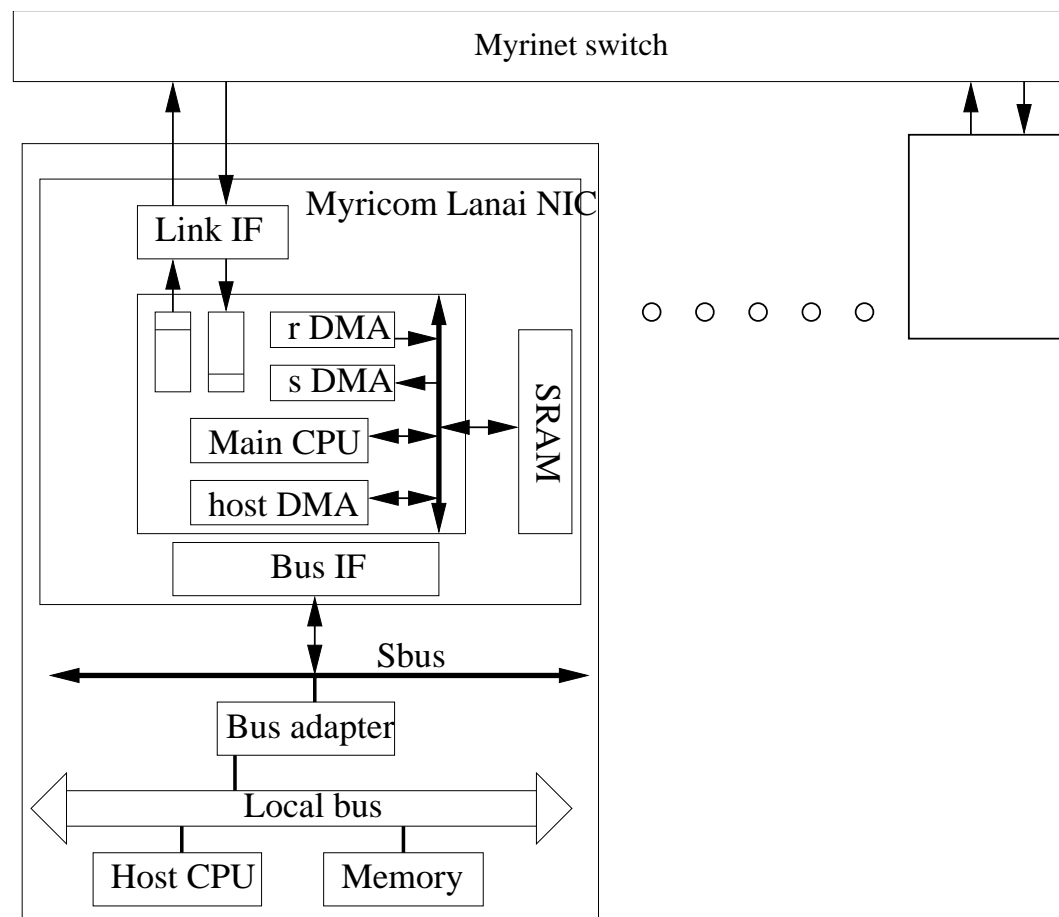 Myrinet switch
Myricom Lanai NIC
Link IF
r DMA
s DMA
Main CPU
host DMA
SRAM
Bus IF
Sbus
Bus adapter
Local bus
Host CPU
Memory